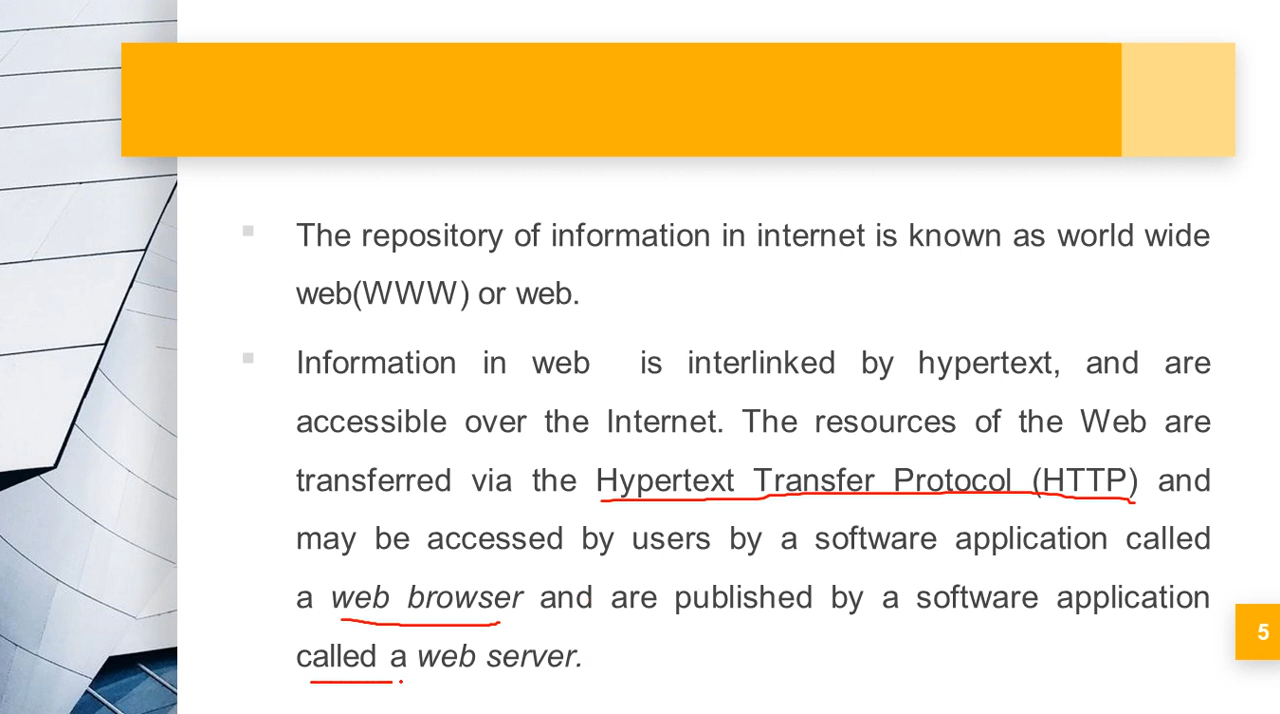 The repository of information in internet is known as world wide
web(WWW) or web.
Information in web is interlinked by hypertext, and are
accessible over the Internet. The resources of the Web are
transferred via the Hypertext Transfer Protocol (HTTP) and
may be accessed by users by a software application called
a web browser and are published by a software application
called a web server.
5